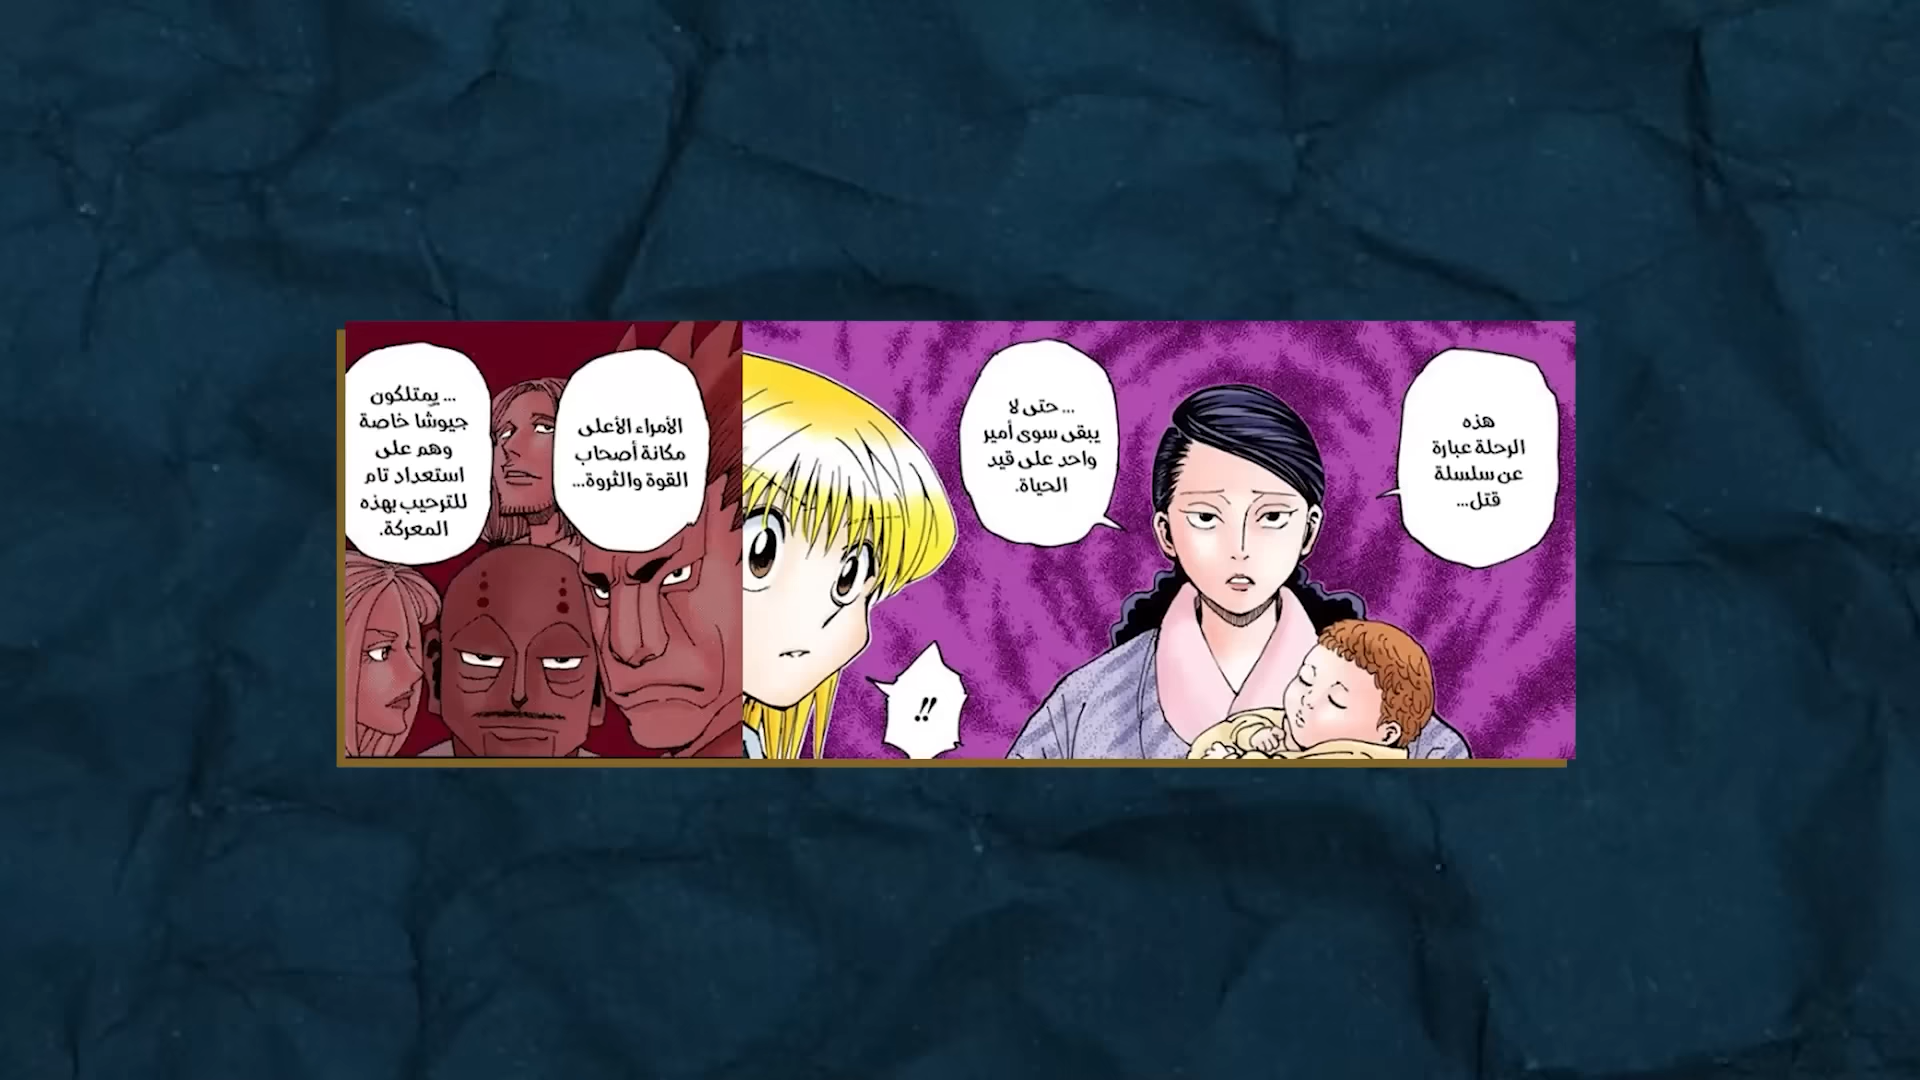 هذه
الرحلة عبارة
عن سلسلة
قتل...
... حتى لا
يبقى سوى أمير
واحد على قيد
الحياة.
!!
الأمراء الأعلى
مكانة أصحاب
القوة والثروة...
... يمتلكون
جيوشًا خاصة
وهم على
استعداد تام
للترحيب بهذه
المعركة.